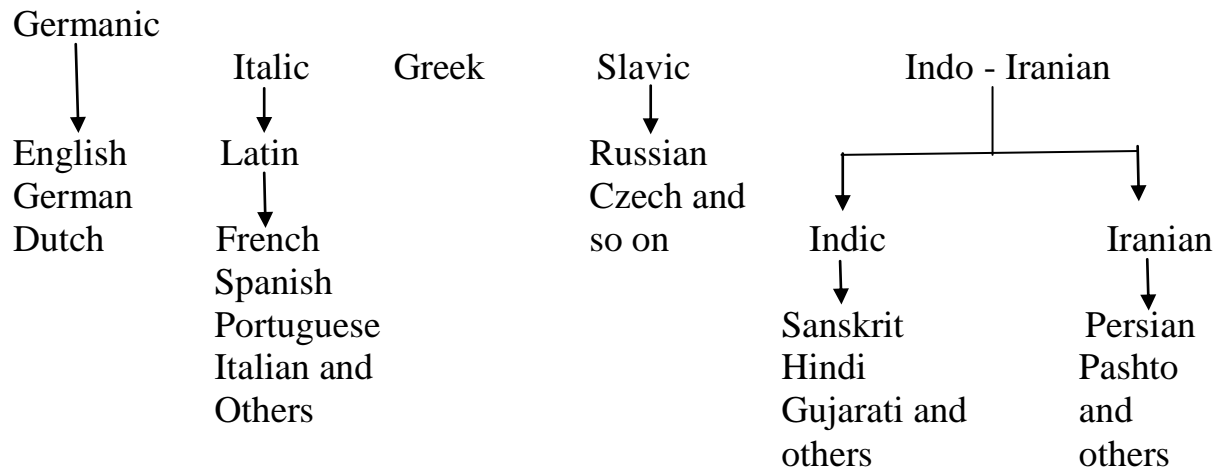 Germanic
Italic Greek Slavic Indo - Iranian
English Latin Russian
German Czech and
Dutch French so on Indic Iranian
Spanish
Portuguese Sanskrit Persian
Italian and Hindi Pashto
Others Gujarati and and
others others